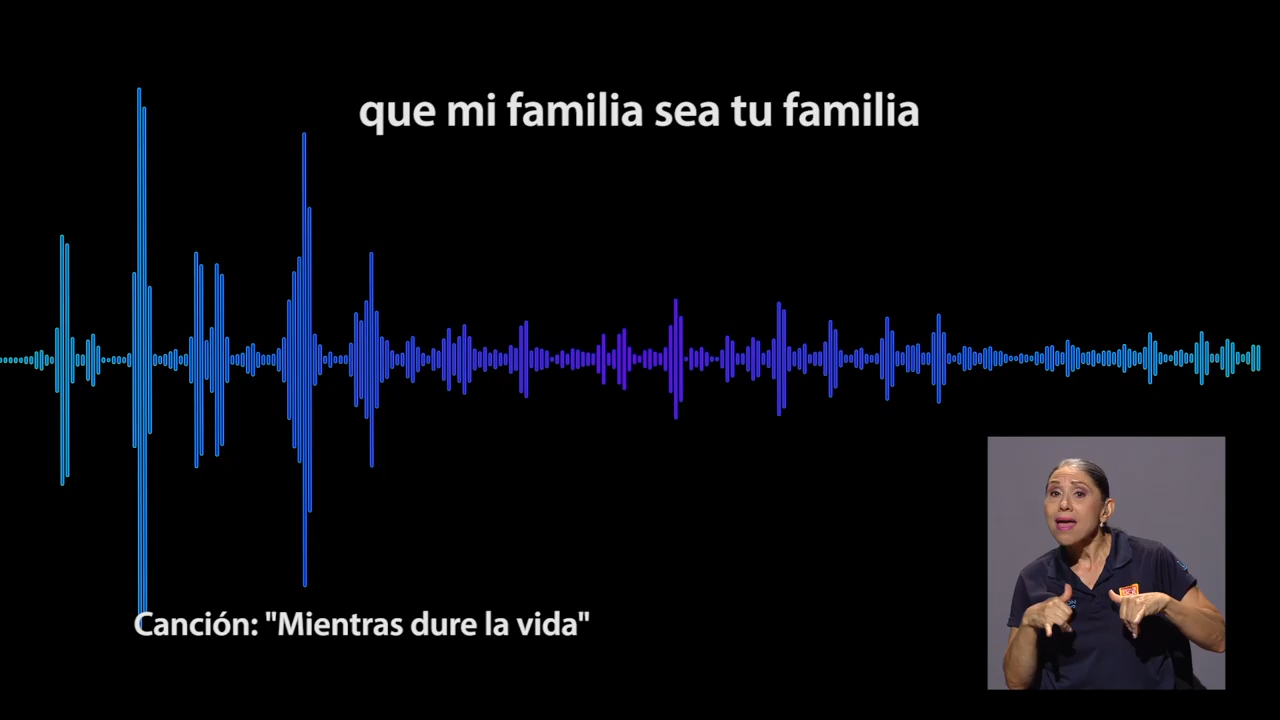 que mi familia sea tu familia
Canción: "Mientras dure la vida"